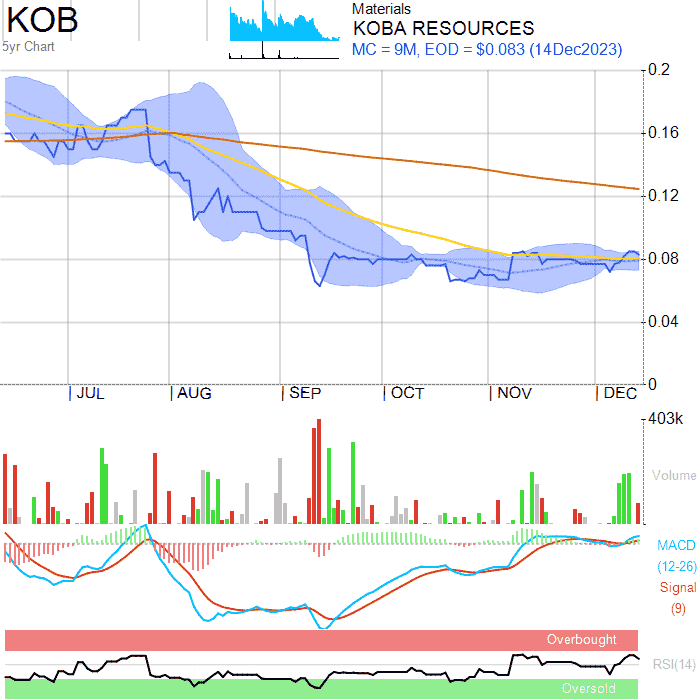 KOB
5yr Chart
Materials
KOBA RESOURCES
MC = 9M, EOD = $0.083 (14Dec2023)
0.2
0.16
0.12
0.08
0.04
0
JUL
AUG
SEP
OCT
NOV
DEC
403k
Volume
MACD
(12-26)
Signal
(9)
Overbought
RSI(14)
Oversold